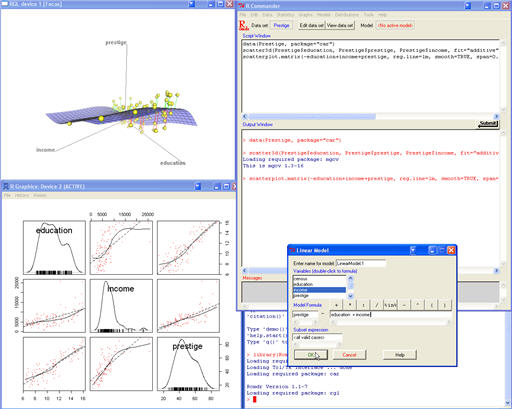 RGL device 1 [Focus]
prestige
income
education
R Graphics: Device 2 (ACTIVE)
File History Resize
0 5000 15000 25000
education
6 8 10 12 14 16
income
0 10000 25000
prestige
20 40 60 80
6 8 10 12 14 16
20 40 60 80
R Commander
File Edit Data Statistics Graphs Models Distributions Tools Help
Data set: Prestige Edit data set View data set Model: <No active model>
Script Window
data(Prestige, package="car")
scatter3d(Prestige$education, Prestige$prestige, Prestige$income, fit="additive"
scatterplot.matrix(~education+income+prestige, reg.line=lm, smooth=TRUE, span=0.
Output Window
Submit
> data(Prestige, package="car")
> scatter3d(Prestige$education, Prestige$prestige, Prestige$income, fit="additiv
Loading required package: mgcv
This is mgcv 1.3-16
> scatterplot.matrix(~education+income+prestige, reg.line=lm, smooth=TRUE, span=
Messages
Linear Model
Enter name for model: LinearModel.1
Variables (double-click to formula)
census
education
income
prestige
Model Formula: + * : / %in% - ^ ( )
prestige ~ education + income
Subset expression
<all valid cases>
OK Cancel Help
'citation()'
Type 'demo()'
'help.start()
Type 'q()' to
> library(Rcm
Loading requi
Loading Tcl/Tk interface ... done
Loading required package: car
Rcmdr Version 1.1-7
Loading required package: rgl
>